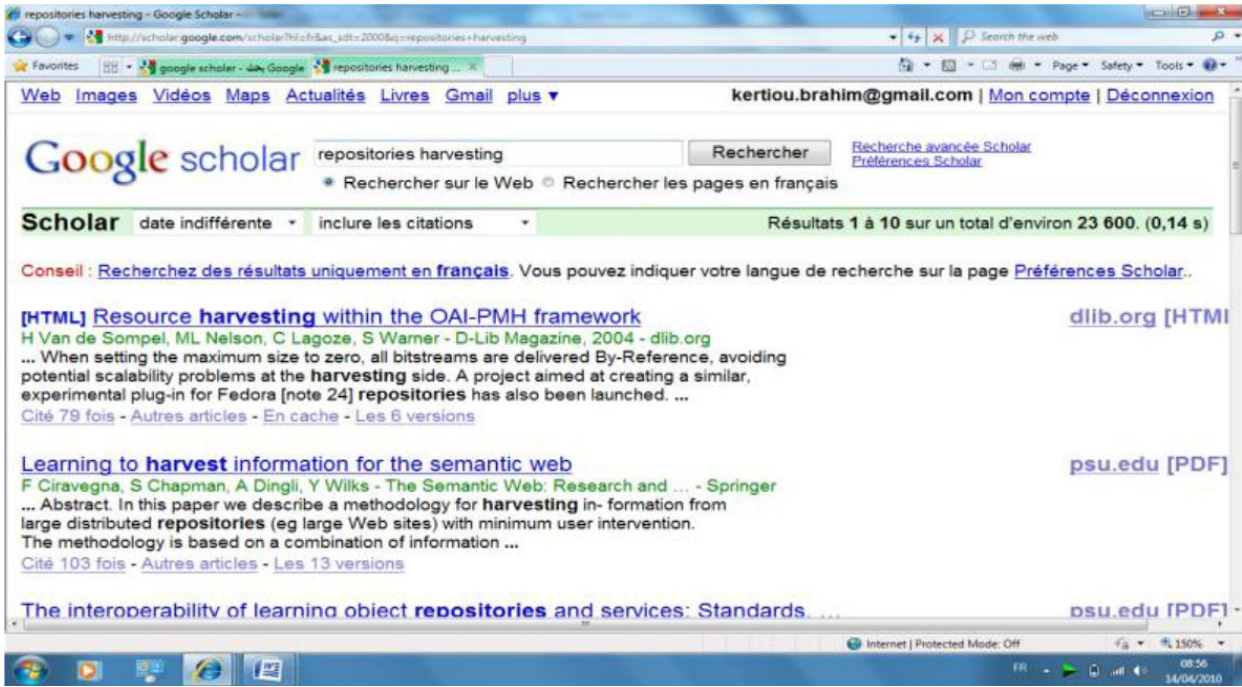 repositories harvesting - Google Scholar -
http://scholar.google.com/scholar?hl=fr&as_sdt=2000&q=repositories+harvesting
Search the web
Favorites
google scholer - بحث Google
repositories harvesting ...
Page Safety Tools
Web Images Vidéos Maps Actualités Livres Gmail plus ▼
kertiou.brahim@gmail.com | Mon compte | Déconnexion
Google scholar
repositories harvesting
Rechercher
Recherche avancée Scholar
Préférences Scholar
Rechercher sur le Web Rechercher les pages en français
Scholar date indifférente inclure les citations Résultats 1 à 10 sur un total d'environ 23 600. (0,14 s)
Conseil : Recherchez des résultats uniquement en français. Vous pouvez indiquer votre langue de recherche sur la page Préférences Scholar..
[HTML] Resource harvesting within the OAI-PMH framework dlib.org [HTML
H Van de Sompel, ML Nelson, C Lagoze, S Warner - D-Lib Magazine, 2004 - dlib.org
... When setting the maximum size to zero, all bitstreams are delivered By-Reference, avoiding
potential scalability problems at the harvesting side. A project aimed at creating a similar,
experimental plug-in for Fedora [note 24] repositories has also been launched. ...
Cité 79 fois - Autres articles - En cache - Les 6 versions
Learning to harvest information for the semantic web psu.edu [PDF]
F Ciravegna, S Chapman, A Dingli, Y Wilks - The Semantic Web: Research and ... - Springer
... Abstract. In this paper we describe a methodology for harvesting in- formation from
large distributed repositories (eg large Web sites) with minimum user intervention.
The methodology is based on a combination of information ...
Cité 103 fois - Autres articles - Les 13 versions
The interoperability of learning object repositories and services: Standards, ... psu.edu [PDF]
Internet | Protected Mode: Off 150%
FR 08:56
14/04/2010